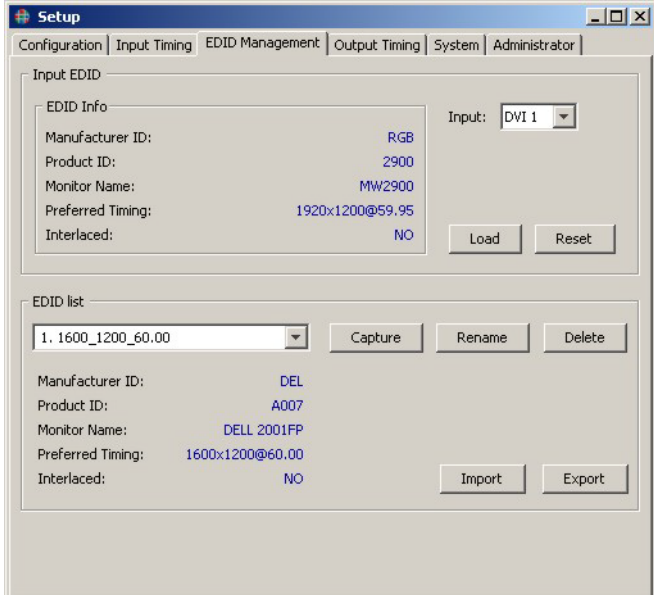 Setup
Configuration Input Timing EDID Management Output Timing System Administrator
Input EDID
EDID Info
Input: DVI 1
Manufacturer ID: RGB
Product ID: 2900
Monitor Name: MW2900
Preferred Timing: 1920x1200@59.95
Interlaced: NO
Load Reset
EDID list
1. 1600_1200_60.00 Capture Rename Delete
Manufacturer ID: DEL
Product ID: A007
Monitor Name: DELL 2001FP
Preferred Timing: 1600x1200@60.00
Interlaced: NO
Import Export